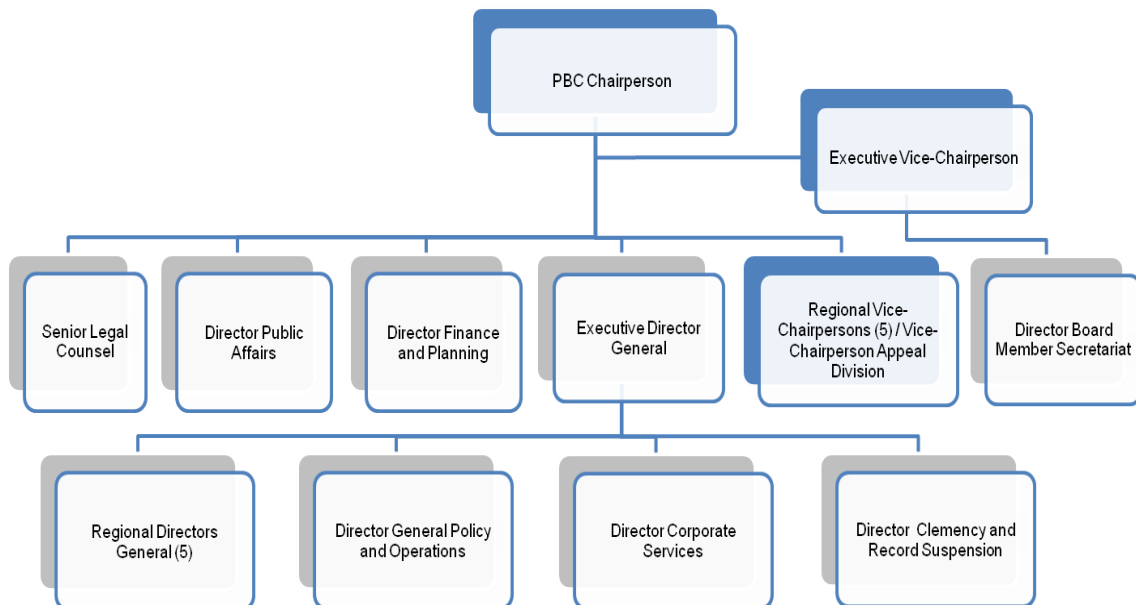 PBC Chairperson
Executive Vice-Chairperson
Senior Legal
Counsel
Director Public
Affairs
Director Finance
and Planning
Executive Director
General
Regional Vice-
Chairpersons (5) / Vice-
Chairperson Appeal
Division
Director Board
Member Secretariat
Regional Directors
General (5)
Director General Policy
and Operations
Director Corporate
Services
Director Clemency and
Record Suspension